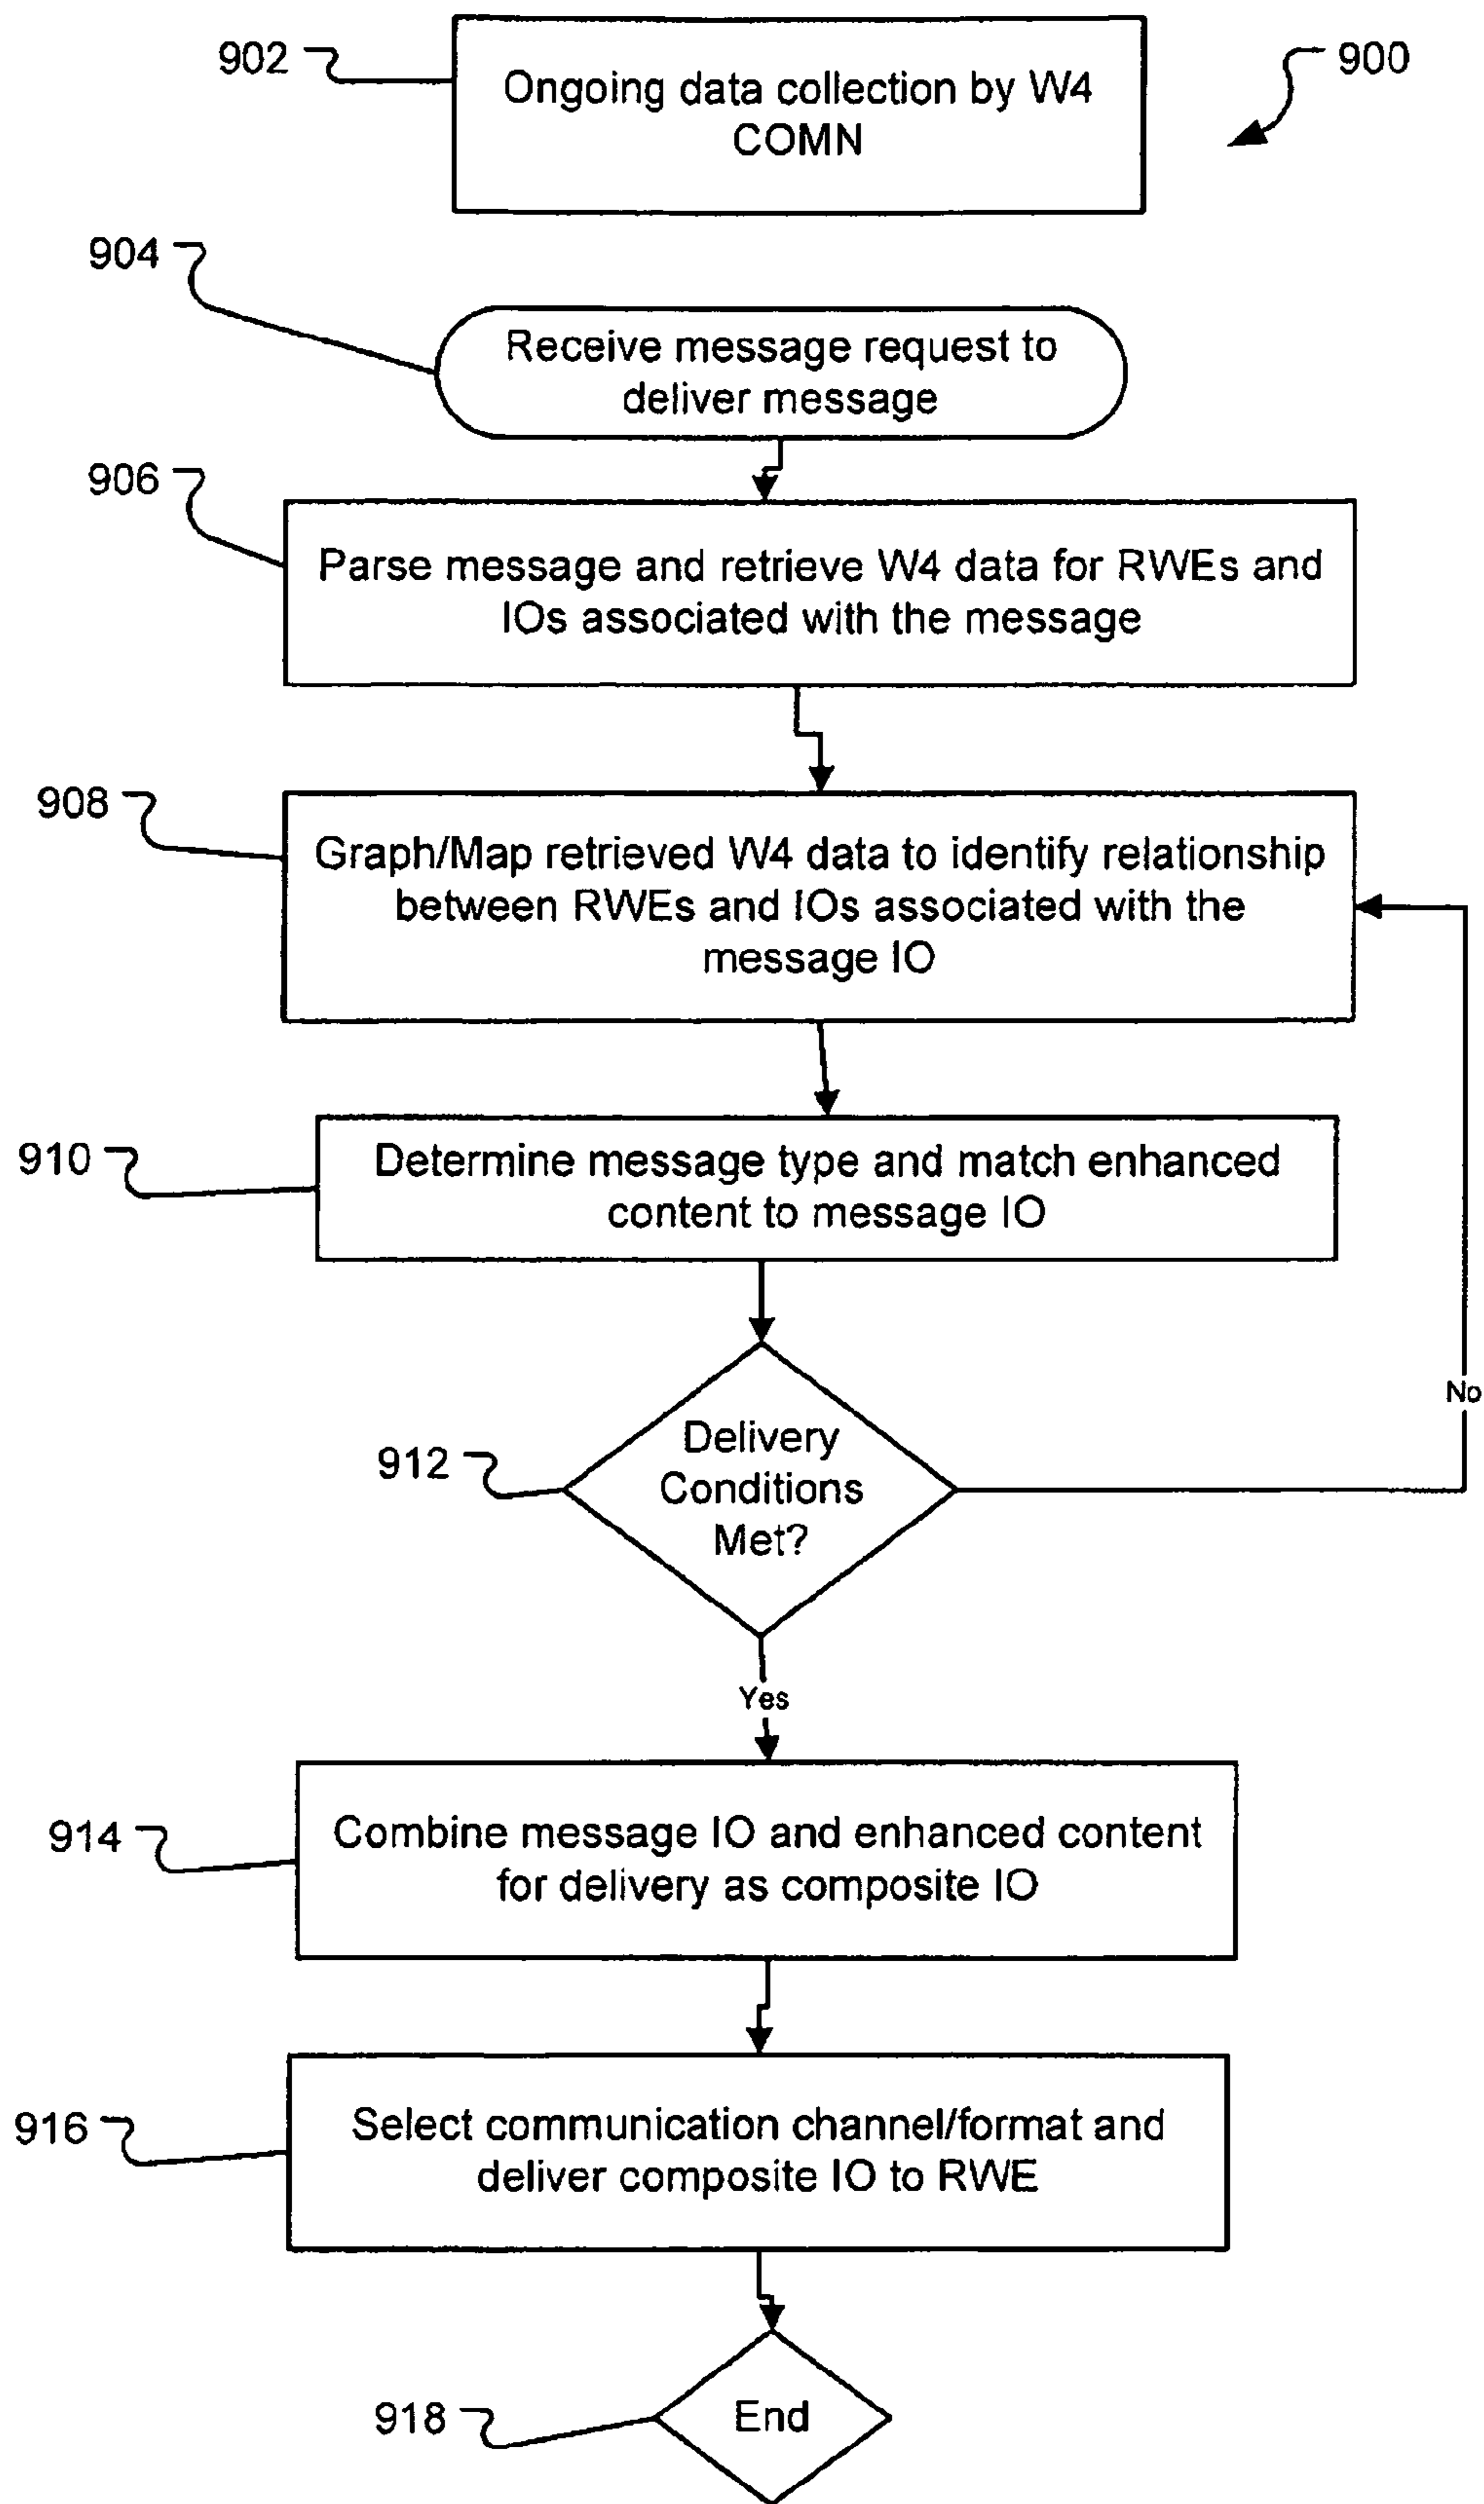 902
Ongoing data collection by W4
COMN
900
904
Receive message request to
deliver message
906
Parse message and retrieve W4 data for RWEs and
IOs associated with the message
908
Graph/Map retrieved W4 data to identify relationship
between RWEs and IOs associated with the
message IO
910
Determine message type and match enhanced
content to message IO
912
Delivery
Conditions
Met?
No
Yes
914
Combine message IO and enhanced content
for delivery as composite IO
916
Select communication channel/format and
deliver composite IO to RWE
918
End